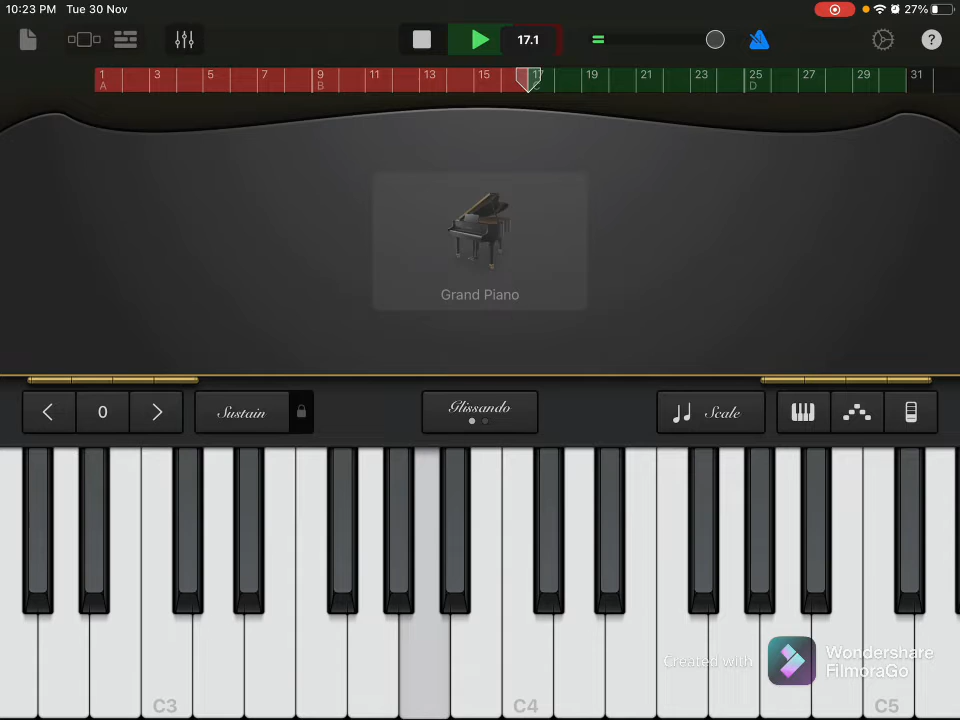 10:23 PM Tue 30 Nov
27%
17.1
?
1 3 5 7 9 11 13 15 17 19 21 23 25 27 29 31
A B C D
Grand Piano
0
Sustain
Glissando
Scale
Created with
Wondershare
FilmoraGo
C3 C4 C5